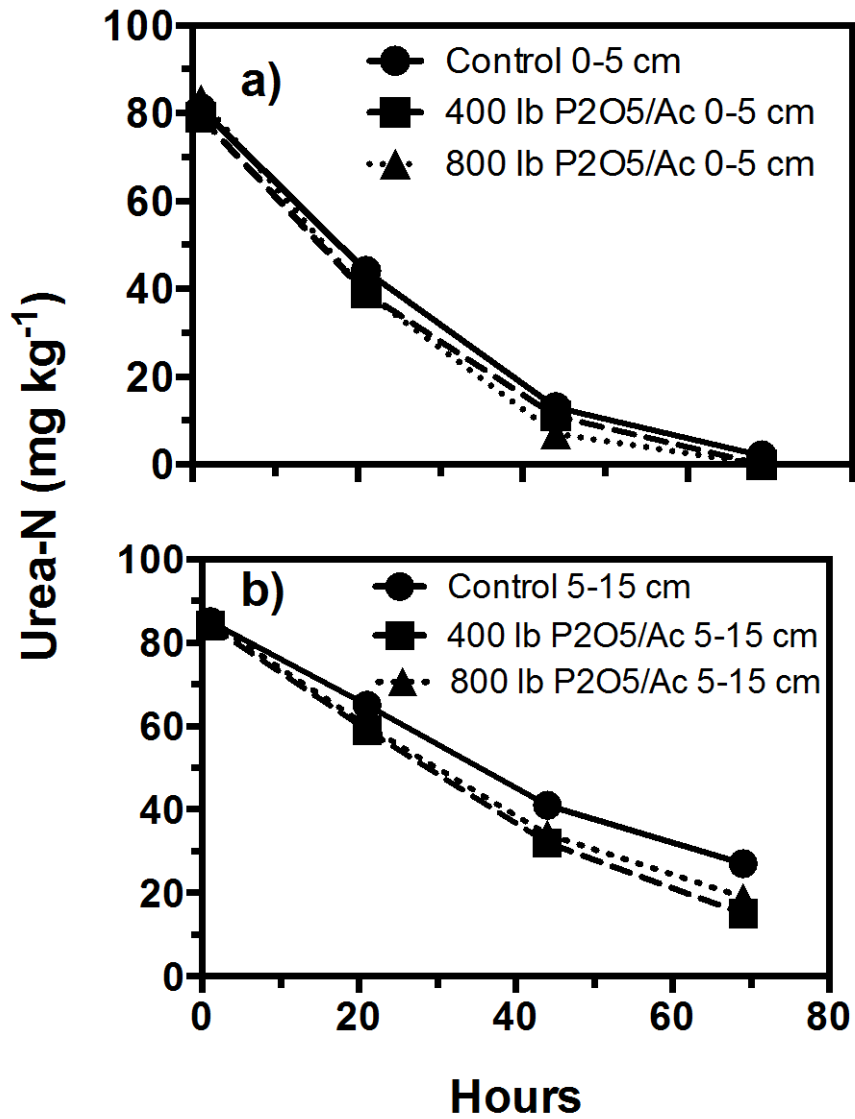 Urea-N (mg kg-1)
100
80
60
40
20
0
a)
Control 0-5 cm
400 lb P2O5/Ac 0-5 cm
800 lb P2O5/Ac 0-5 cm
100
80
60
40
20
0
b)
Control 5-15 cm
400 lb P2O5/Ac 5-15 cm
800 lb P2O5/Ac 5-15 cm
0 20 40 60 80
Hours